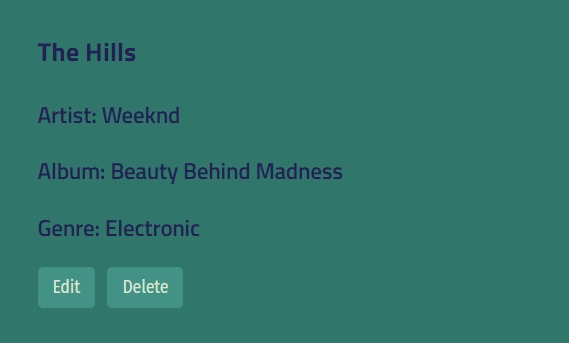 The Hills
Artist: Weeknd
Album: Beauty Behind Madness
Genre: Electronic
Edit Delete